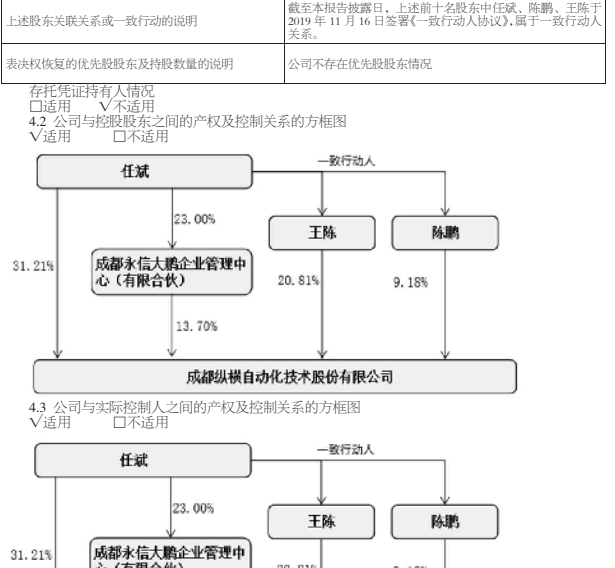 上述股东关联关系或一致行动的说明
截至本报告披露日，上述前十名股东中任斌、陈鹏、王陈于
2019 年 11 月 16 日签署《一致行动人协议》，属于一致行动人
关系。
表决权恢复的优先股股东及持股数量的说明
公司不存在优先股股东情况
存托凭证持有人情况
□适用 √不适用
4.2 公司与控股股东之间的产权及控制关系的方框图
√适用 □不适用
任斌
一致行动人
23.00%
王陈
陈鹏
31.21%
成都永信大鹏企业管理中
心（有限合伙）
20.81%
9.18%
13.70%
成都纵横自动化技术股份有限公司
4.3 公司与实际控制人之间的产权及控制关系的方框图
√适用 □不适用
任斌
一致行动人
23.00%
王陈
陈鹏
31.21%
成都永信大鹏企业管理中